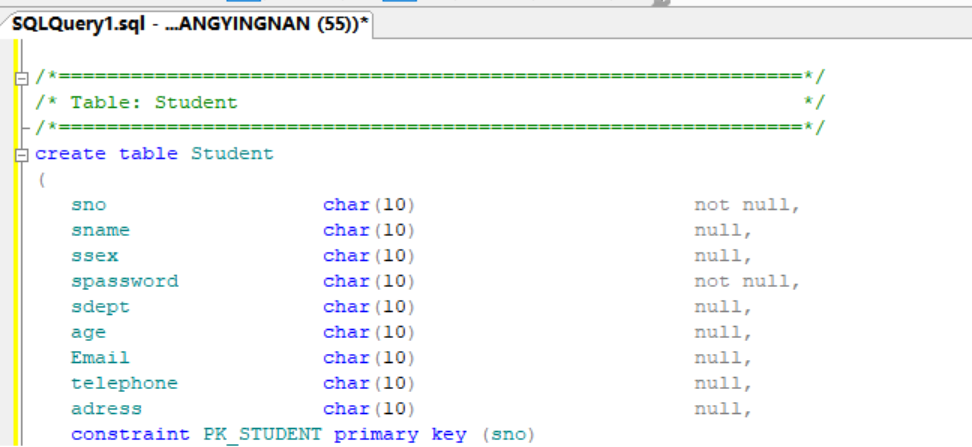 SQLQuery1.sql - ...ANGYINGNAN (55))*
/*==============================================================*/
/* Table: Student                                               */
/*==============================================================*/
create table Student
(
   sno                  char(10)                       not null,
   sname                char(10)                       null,
   ssex                 char(10)                       null,
   spassword            char(10)                       not null,
   sdept                char(10)                       null,
   age                  char(10)                       null,
   Email                char(10)                       null,
   telephone            char(10)                       null,
   adress               char(10)                       null,
   constraint PK_STUDENT primary key (sno)